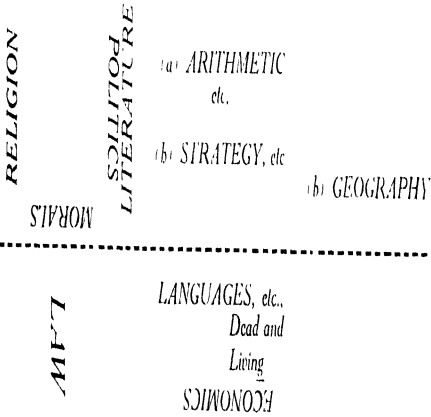 RELIGION
MORALS
POLITICS
LITERATURE
(a) ARITHMETIC
etc.
(b) STRATEGY, etc
(b) GEOGRAPHY
LAW
LANGUAGES, etc.,
Dead and
Living
ECONOMICS